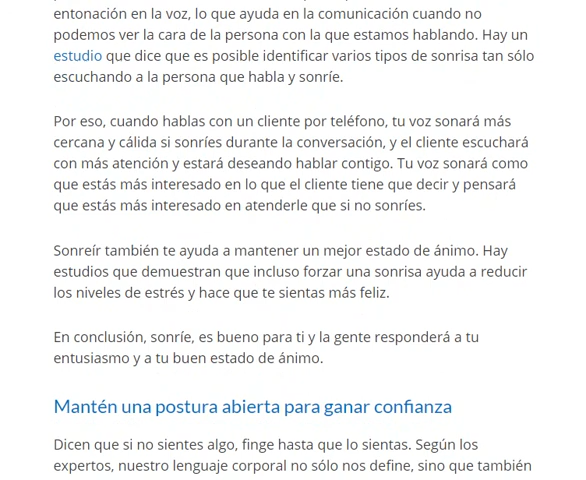 entonación en la voz, lo que ayuda en la comunicación cuando no
podemos ver la cara de la persona con la que estamos hablando. Hay un
estudio que dice que es posible identificar varios tipos de sonrisa tan sólo
escuchando a la persona que habla y sonríe.
Por eso, cuando hablas con un cliente por teléfono, tu voz sonará más
cercana y cálida si sonríes durante la conversación, y el cliente escuchará
con más atención y estará deseando hablar contigo. Tu voz sonará como
que estás más interesado en lo que el cliente tiene que decir y pensará
que estás más interesado en atenderle que si no sonríes.
Sonreír también te ayuda a mantener un mejor estado de ánimo. Hay
estudios que demuestran que incluso forzar una sonrisa ayuda a reducir
los niveles de estrés y hace que te sientas más feliz.
En conclusión, sonríe, es bueno para ti y la gente responderá a tu
entusiasmo y a tu buen estado de ánimo.
Mantén una postura abierta para ganar confianza
Dicen que si no sientes algo, finge hasta que lo sientas. Según los
expertos, nuestro lenguaje corporal no sólo nos define, sino que también